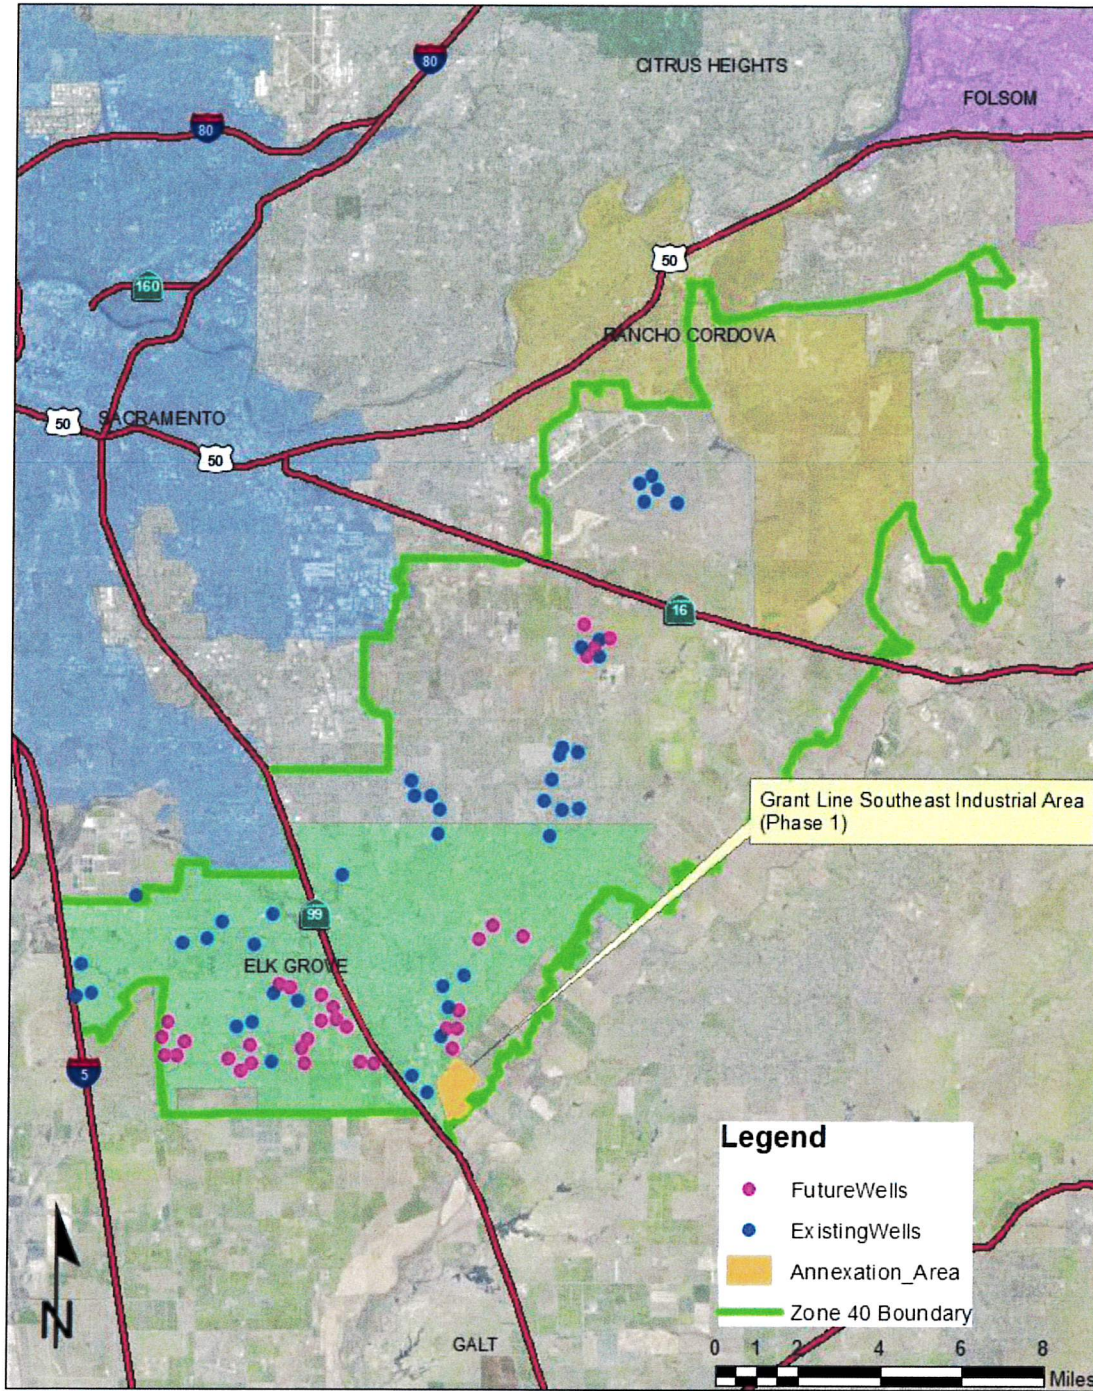 CITRUS HEIGHTS
FOLSOM
80
80
50
160
RANCHO CORDOVA
SACRAMENTO
50
50
16
Grant Line Southeast Industrial Area
(Phase 1)
99
ELK GROVE
5
Legend
FutureWells
ExistingWells
Annexation_Area
Zone 40 Boundary
N
GALT
0 1 2 4 6 8
Miles